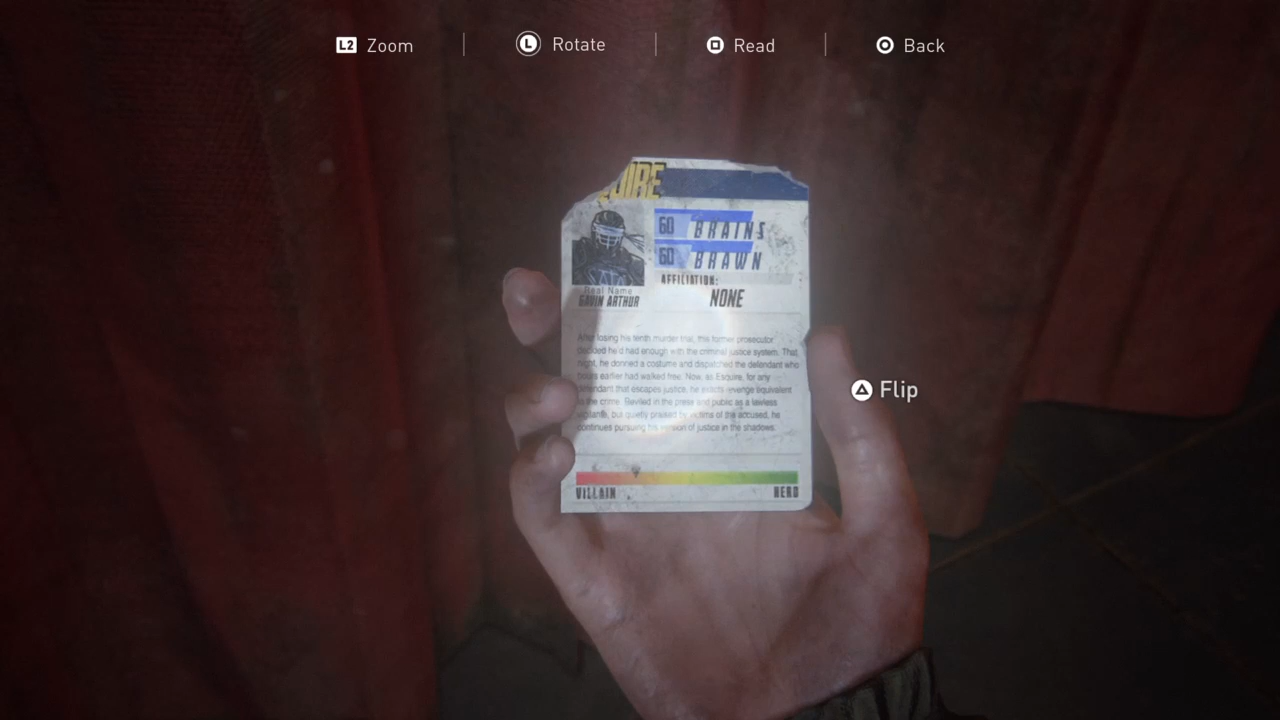 L2 Zoom
L Rotate
Read
Back
UIRE
60 BRAINS
60 BRAWN
AFFILIATION:
NONE
Real Name
GAVIN ARTHUR
After losing his tenth murder trial, this former prosecutor
decided he'd had enough with the criminal justice system. That
night, he donned a costume and dispatched the defendant who
hours earlier had walked free. Now, as Esquire, for any
defendant that escapes justice, he exacts revenge equivalent
to the crime. Reviled in the press and public as a lawless
vigilante, but quietly praised by victims of the accused, he
continues pursuing his version of justice in the shadows.
Flip
VILLAIN
HERO